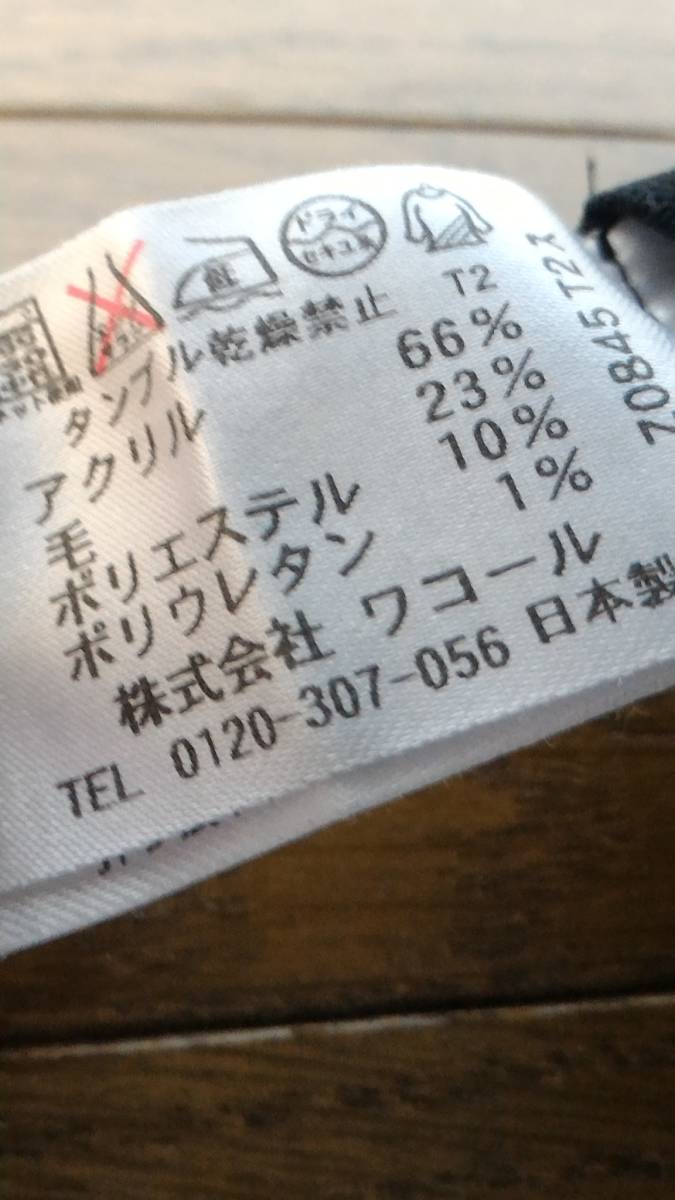 ドライ
セキユ系
低
タンブル乾燥禁止
T2
アクリル 66%
毛 23%
ポリエステル 10%
ポリウレタン 1%
株式会社 ワコール
TEL 0120-307-056 日本製